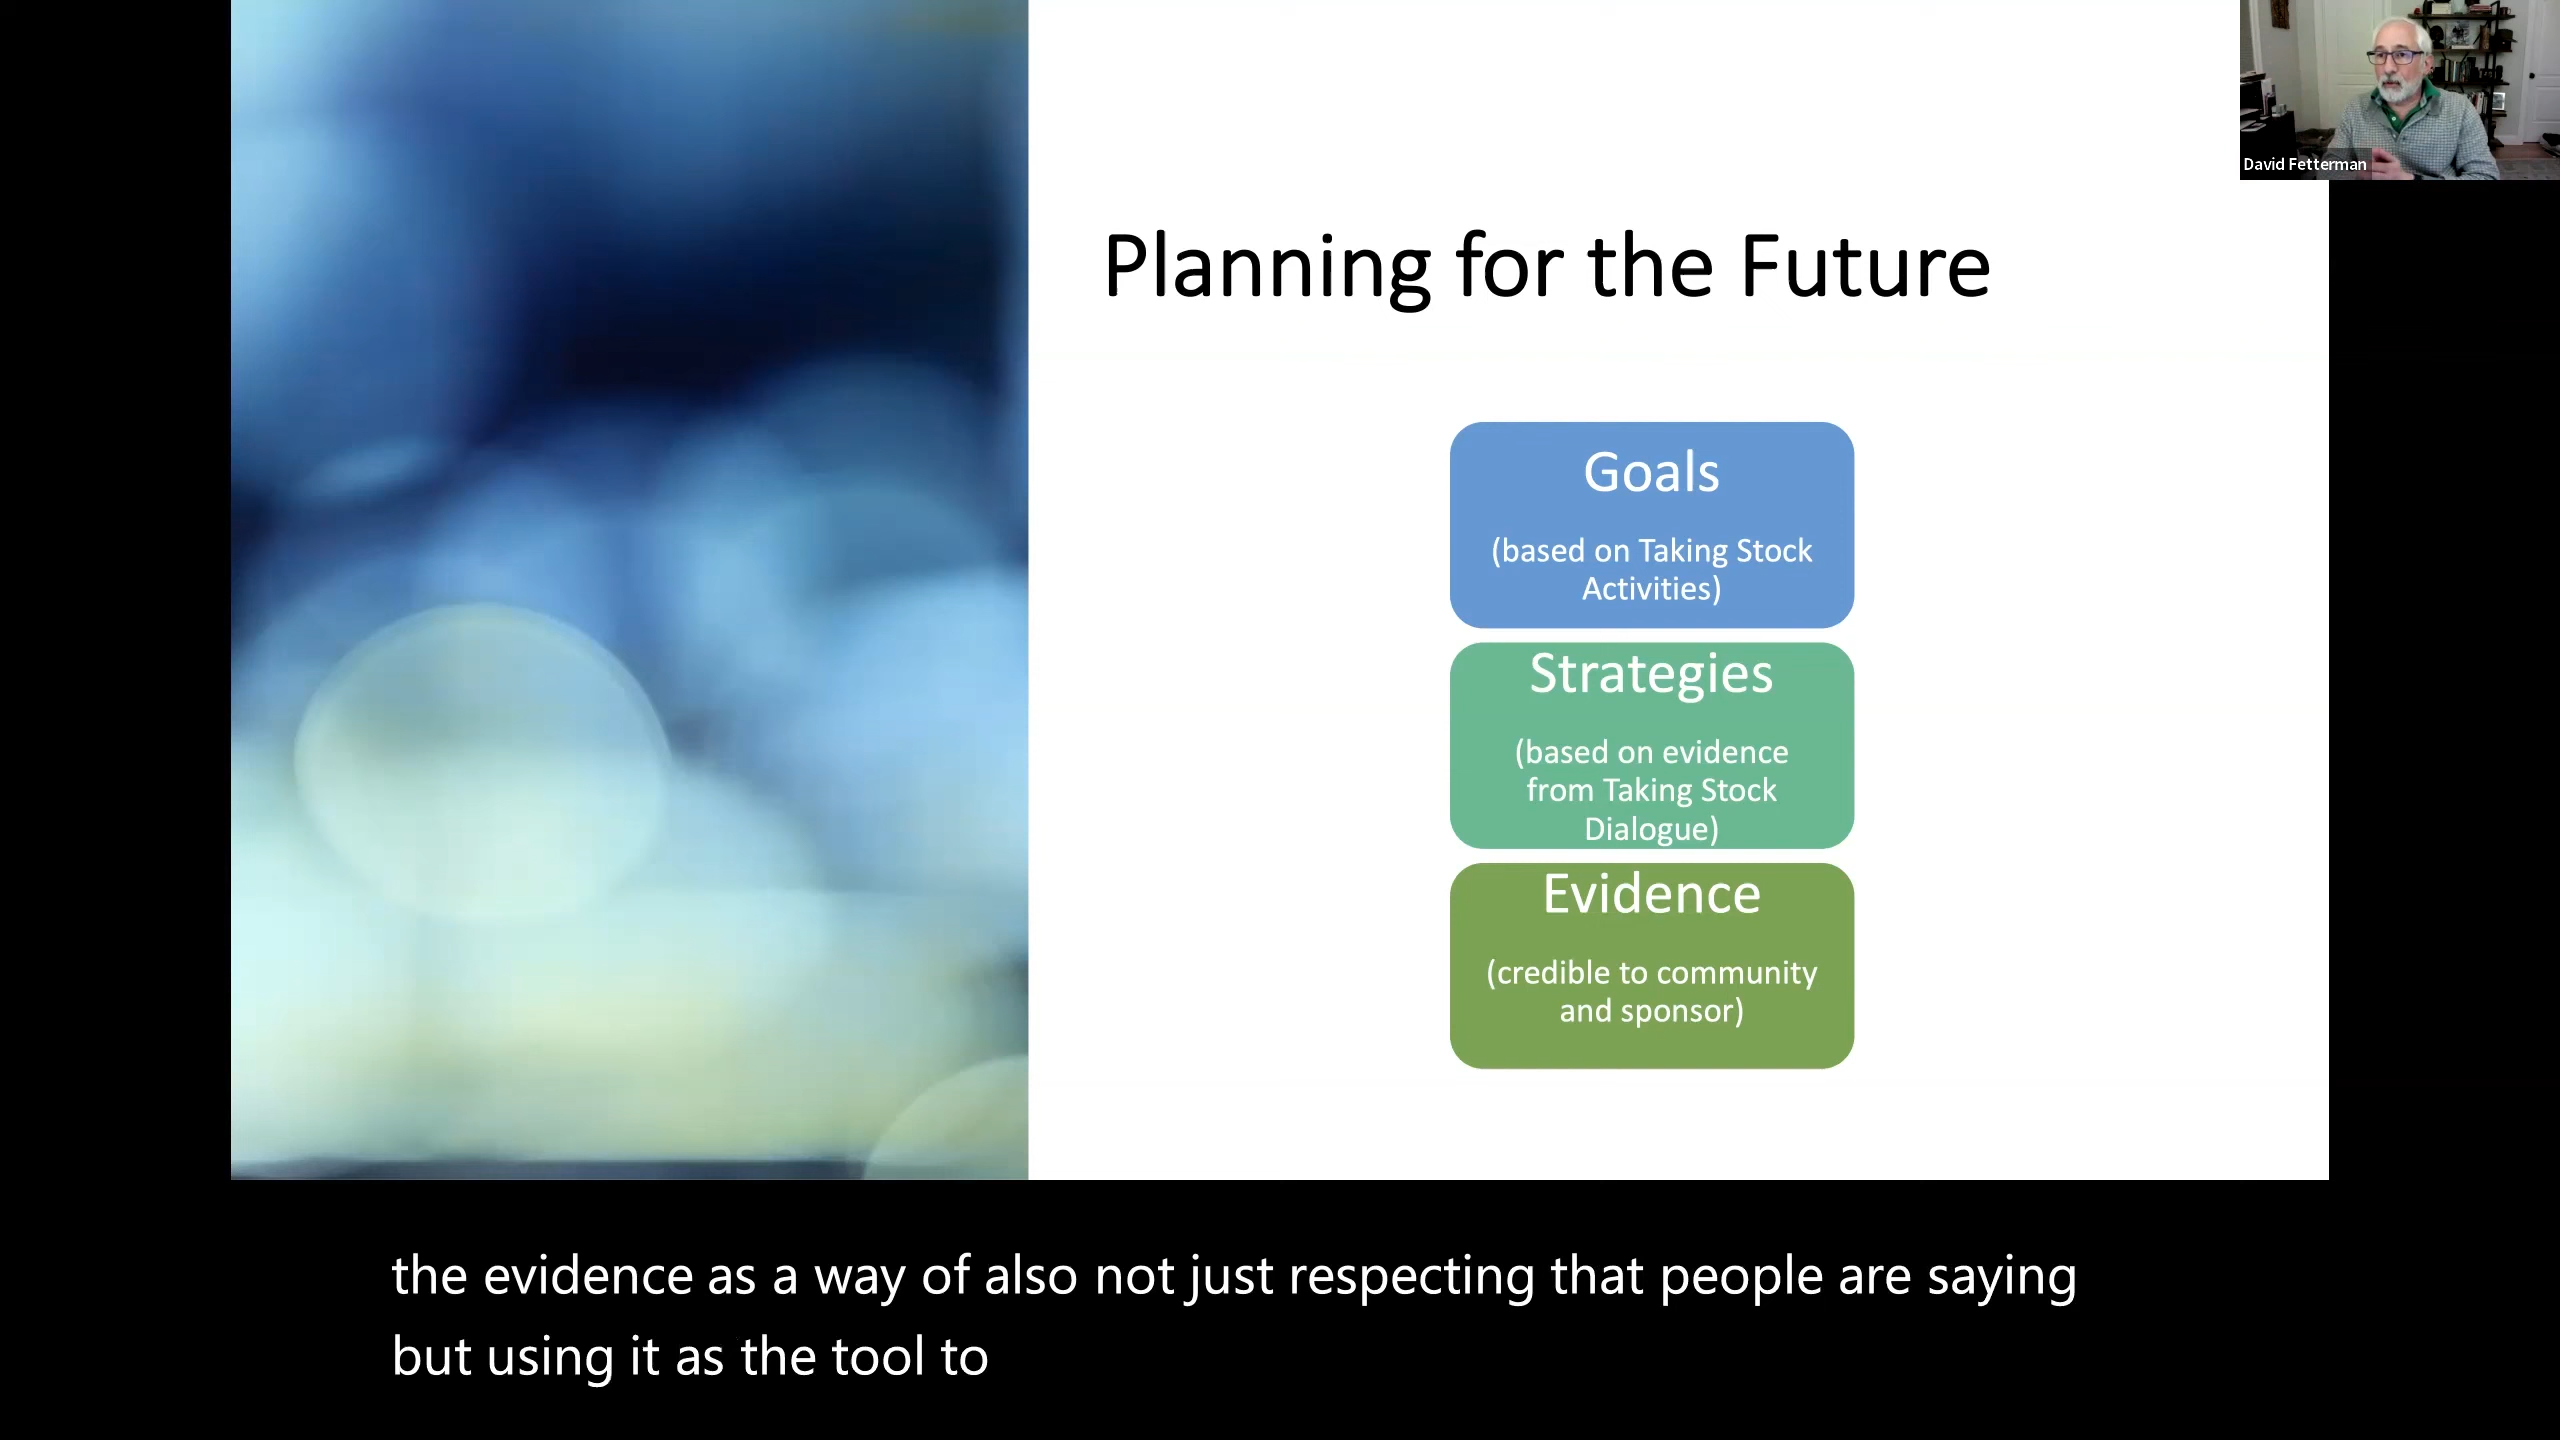 David Fetterman
Planning for the Future
Goals
(based on Taking Stock
Activities)
Strategies
(based on evidence
from Taking Stock
Dialogue)
Evidence
(credible to community
and sponsor)
the evidence as a way of also not just respecting that people are saying
but using it as the tool to